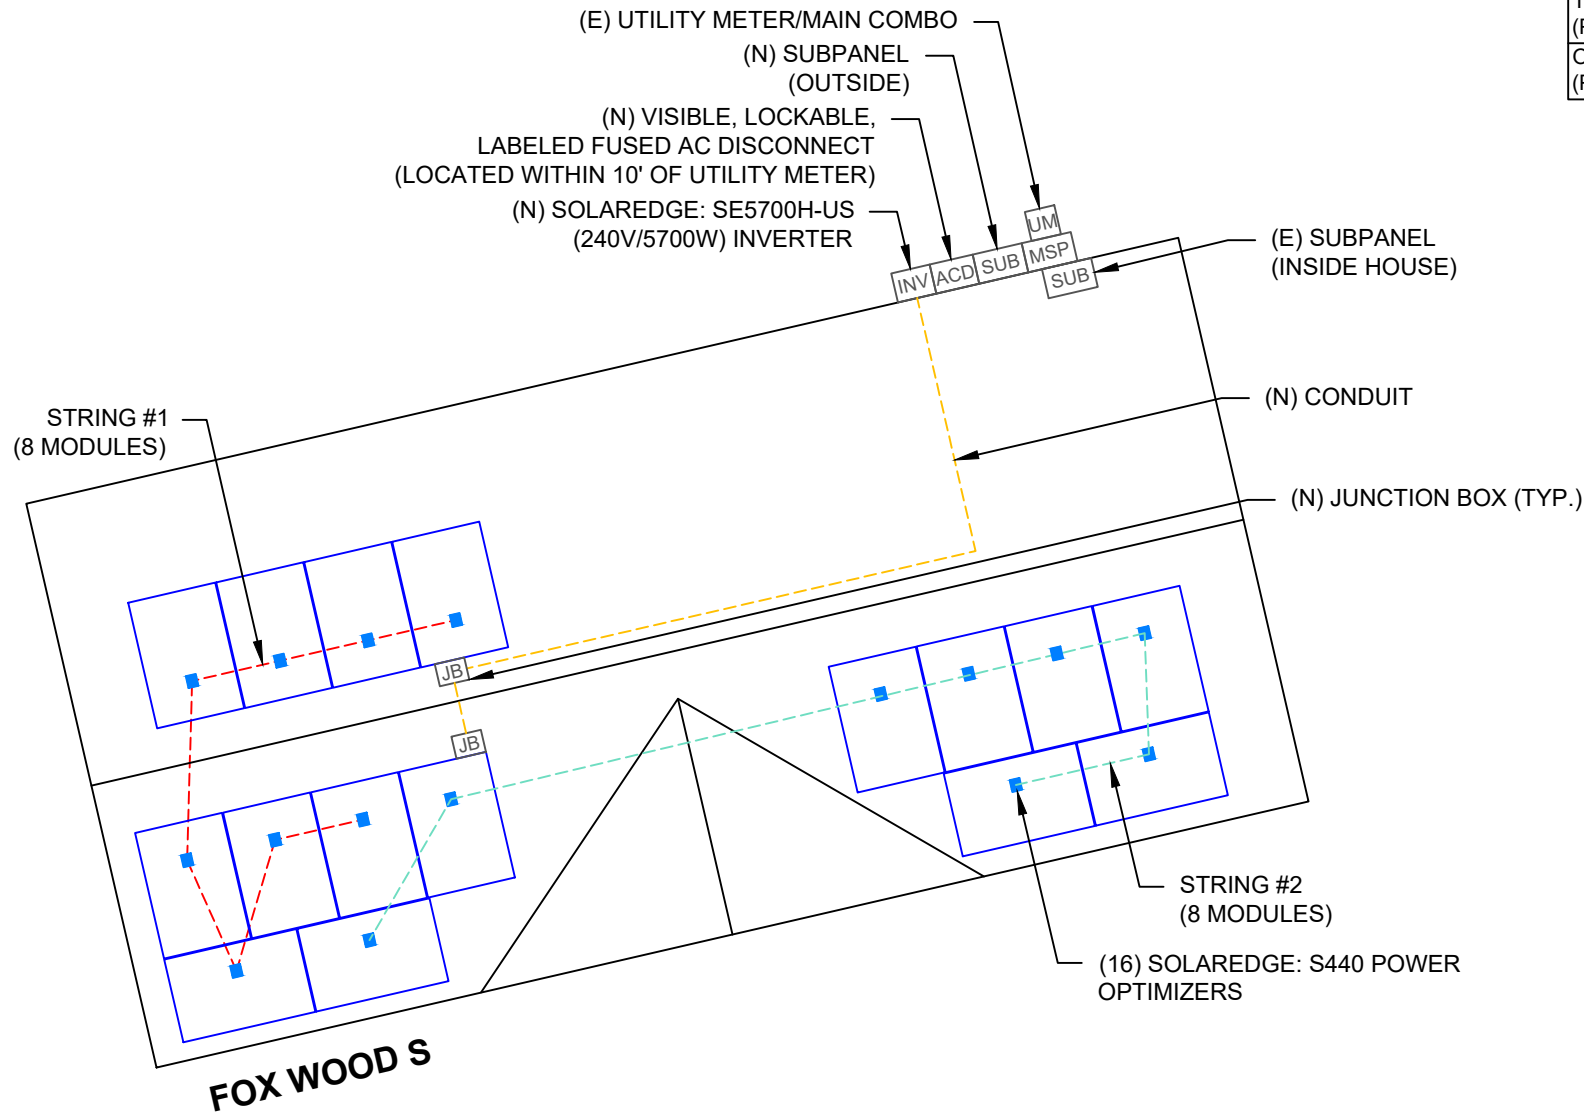 (E) UTILITY METER/MAIN COMBO
(N) SUBPANEL
(OUTSIDE)
(N) VISIBLE, LOCKABLE,
LABELED FUSED AC DISCONNECT
(LOCATED WITHIN 10' OF UTILITY METER)
(N) SOLAREDGE: SE5700H-US
(240V/5700W) INVERTER
UM
MSP
SUB
ACD
INV
SUB
(E) SUBPANEL
(INSIDE HOUSE)
(N) CONDUIT
STRING #1
(8 MODULES)
(N) JUNCTION BOX (TYP.)
JB
JB
STRING #2
(8 MODULES)
(16) SOLAREDGE: S440 POWER
OPTIMIZERS
FOX WOOD S